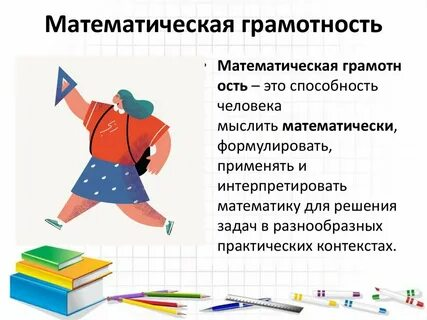 Математическая грамотность
• Математическая грамотн
ость – это способность
человека
мыслить математически,
формулировать,
применять и
интерпретировать
математику для решения
задач в разнообразных
практических контекстах.